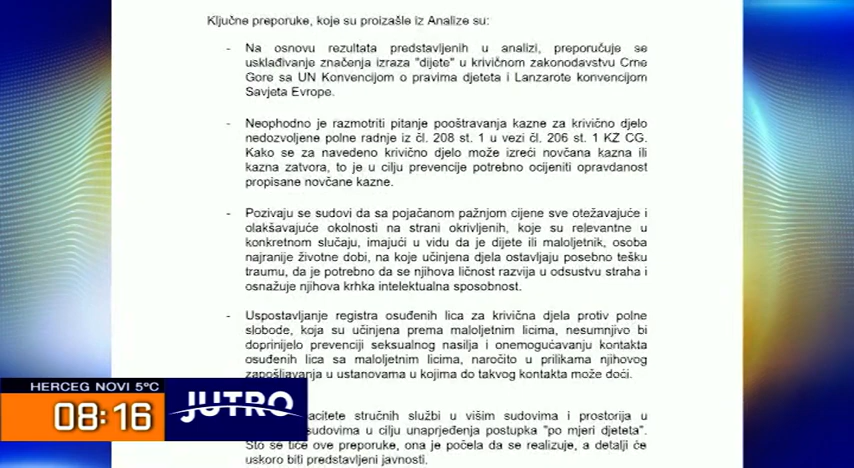 Ključne preporuke, koje su proizašle iz Analize su:
- Na osnovu rezultata predstavljenih u analizi, preporučuje se
usklađivanje značenja izraza "dijete" u krivičnom zakonodavstvu Crne
Gore sa UN Konvencijom o pravima djeteta i Lanzarote konvencijom
Savjeta Evrope.
- Neophodno je razmotriti pitanje pooštravanja kazne za krivično djelo
nedozvoljene polne radnje iz čl. 208 st. 1 u vezi čl. 206 st. 1 KZ CG.
Kako se za navedeno krivično djelo može izreći novčana kazna ili
kazna zatvora, to je u cilju prevencije potrebno ocijeniti opravdanost
propisane novčane kazne.
- Pozivaju se sudovi da sa pojačanom pažnjom cijene sve otežavajuće i
olakšavajuće okolnosti na strani okrivljenih, koje su relevantne u
konkretnom slučaju, imajući u vidu da je dijete ili maloljetnik, osoba
najranije životne dobi, na koje učinjena djela ostavljaju posebno tešku
traumu, da je potrebno da se njihova ličnost razvija u odsustvu straha i
osnažuje njihova krhka intelektualna sposobnost.
- Uspostavljanje registra osuđenih lica za krivična djela protiv polne
slobode, koja su učinjena prema maloljetnim licima, nesumnjivo bi
doprinijelo prevenciji seksualnog nasilja i onemogućavanju kontakta
osuđenih lica sa maloljetnim licima, naročito u prilikama njihovog
zapošljavanja u ustanovama u kojima do takvog kontakta može doći.
HERCEG NOVI 5°C
08:16 JUTRO
acitete stručnih službi u višim sudovima i prostorija u
sudovima u cilju unaprjeđenja postupka "po mjeri djeteta".
Što se tiče ove preporuke, ona je počela da se realizuje, a detalji će
uskoro biti predstavljeni javnosti.